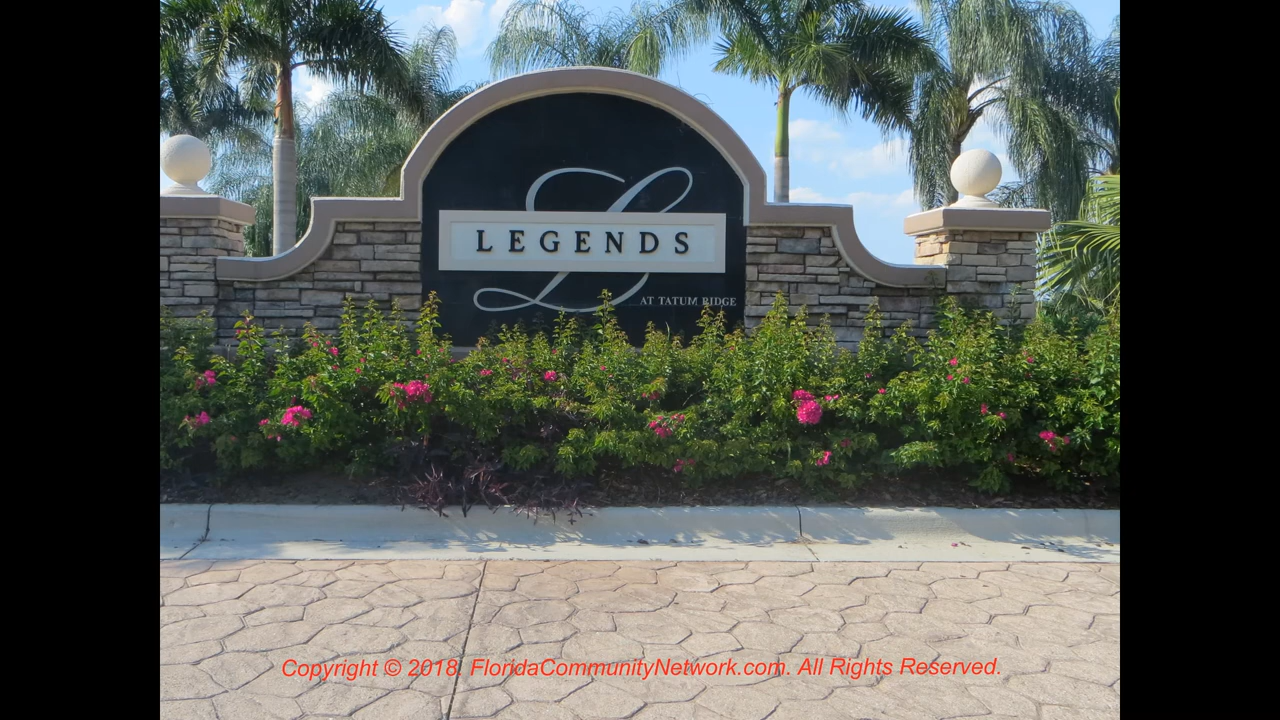 L
LEGENDS
AT TATUM RIDGE
Copyright © 2018. FloridaCommunityNetwork.com. All Rights Reserved.